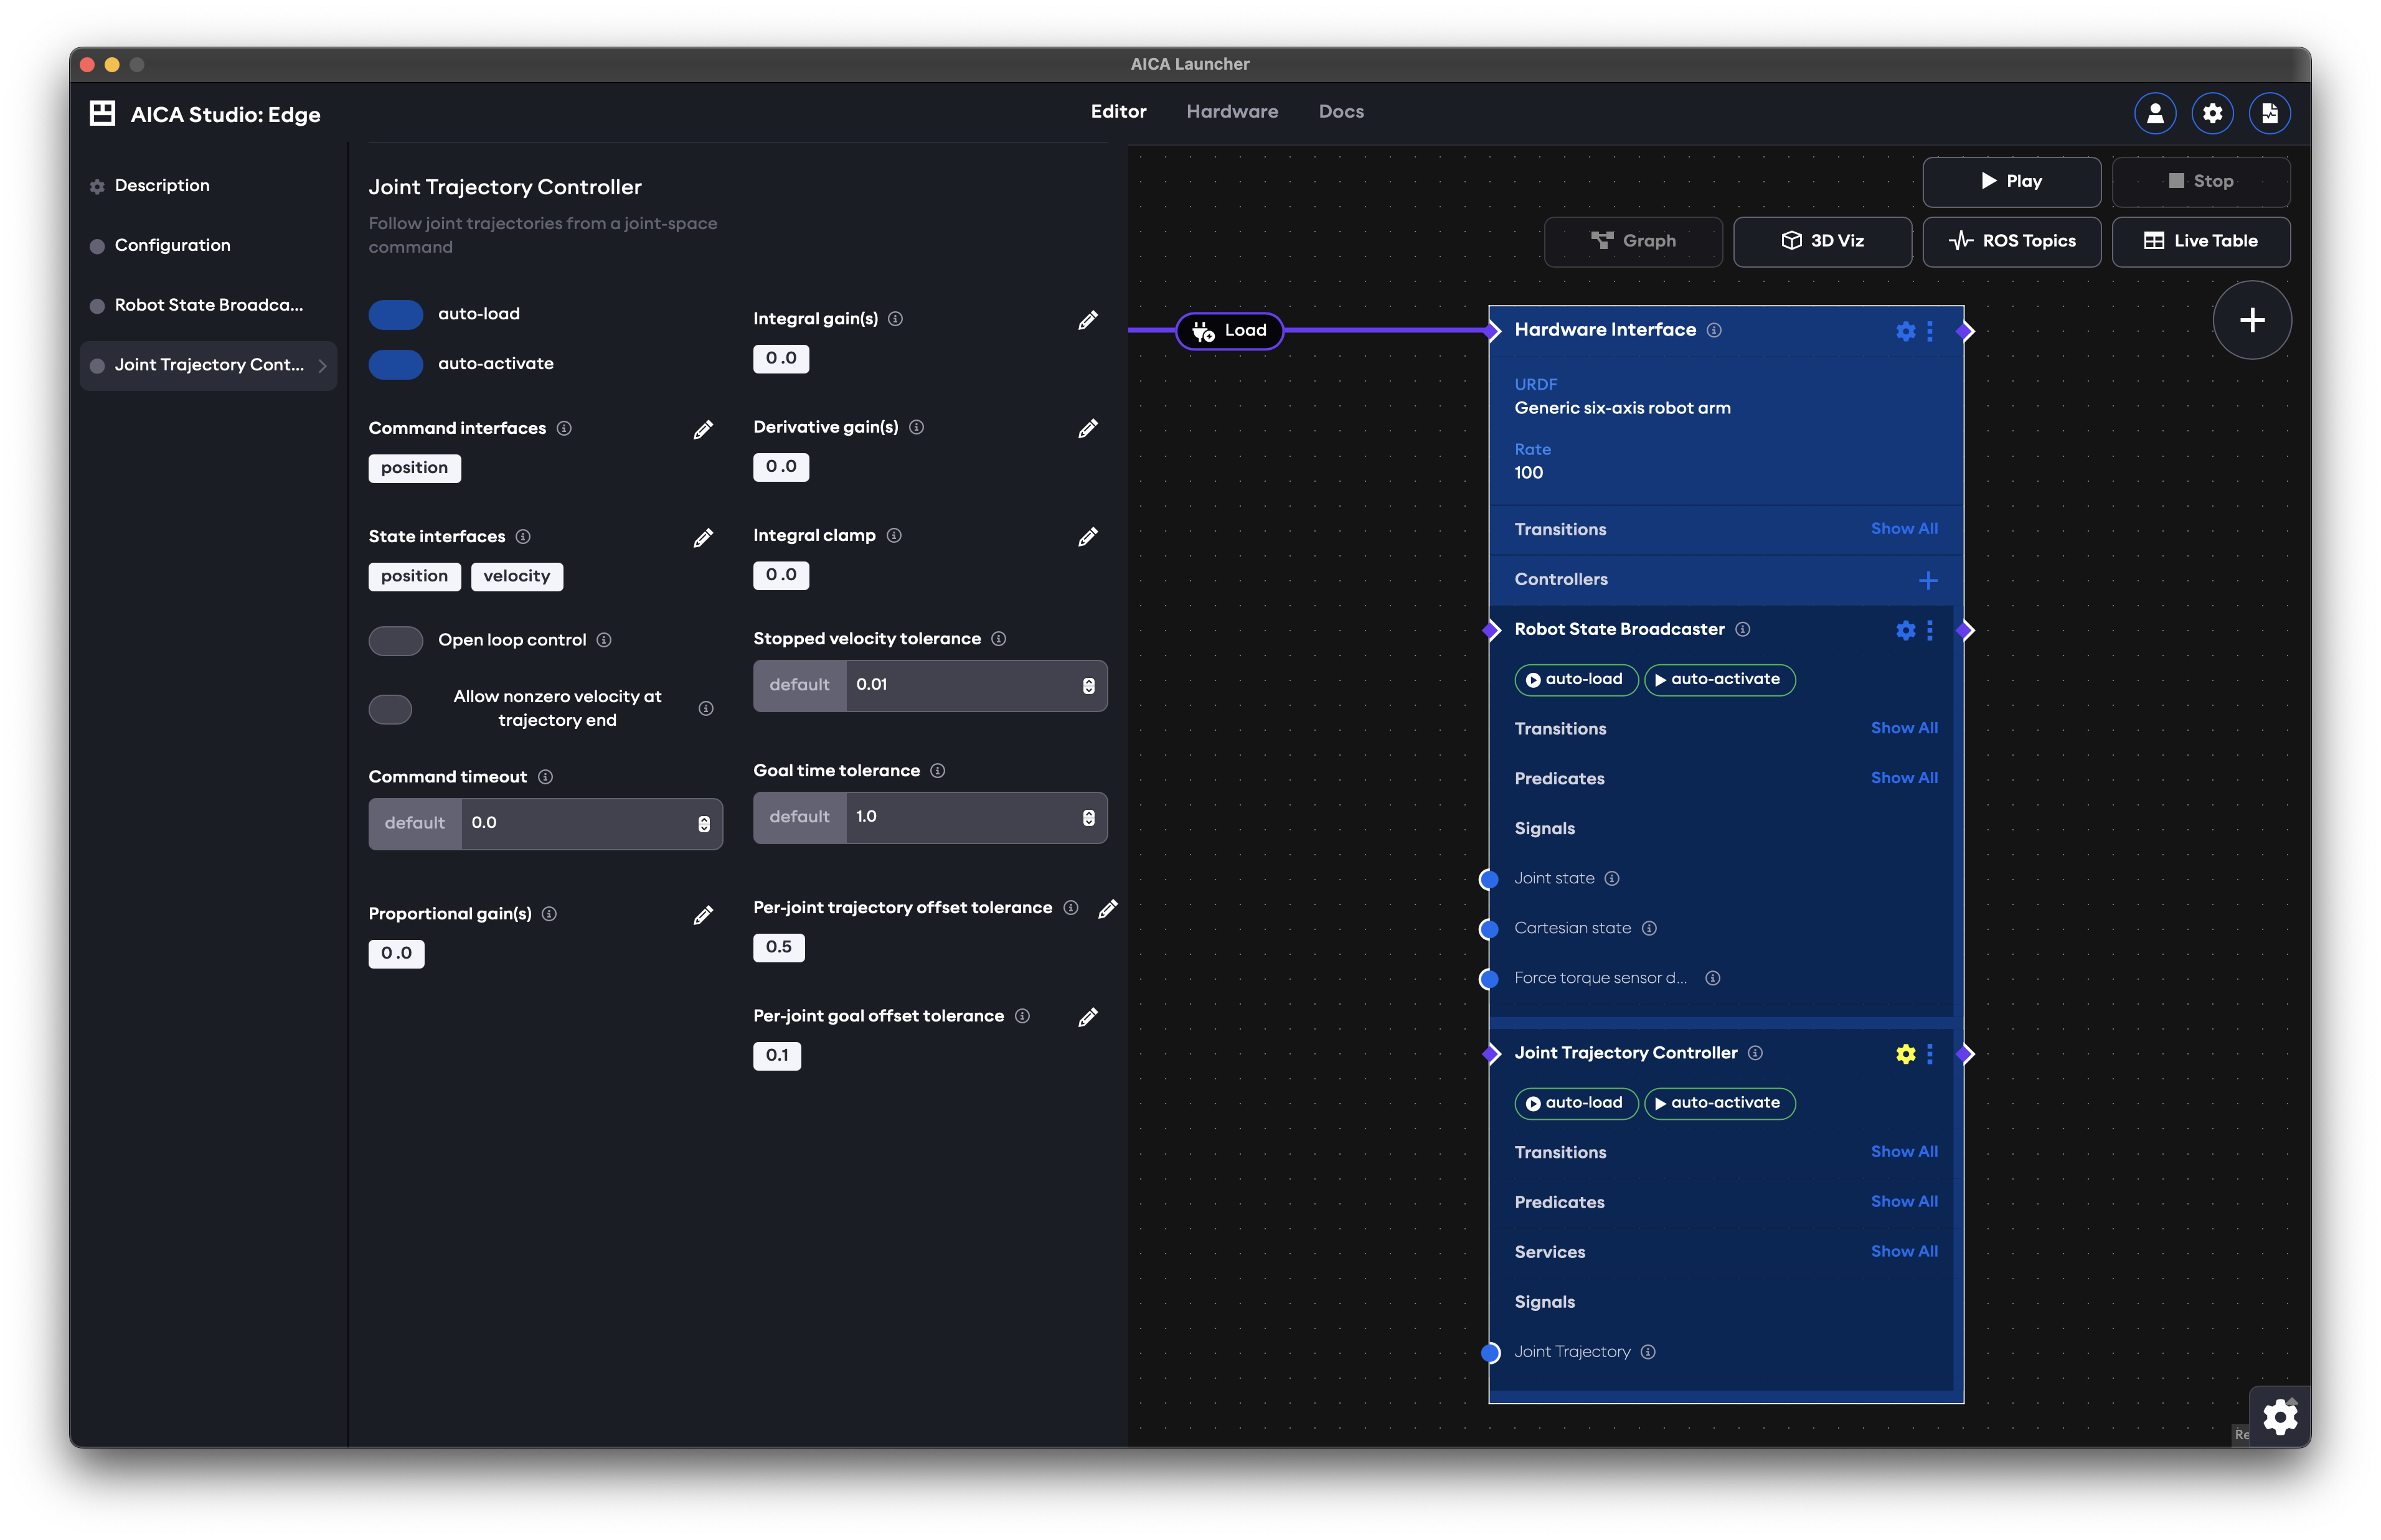 AICA Launcher
AICA Studio: Edge
Editor
Hardware
Docs
Description
Configuration
Robot State Broadca...
Joint Trajectory Cont...
Joint Trajectory Controller
Follow joint trajectories from a joint-space
command
auto-load
auto-activate
Command interfaces
position
State interfaces
position
velocity
Open loop control
Allow nonzero velocity at
trajectory end
Command timeout
default
0.0
Proportional gain(s)
0 .0
Integral gain(s)
0 .0
Derivative gain(s)
0 .0
Integral clamp
0 .0
Stopped velocity tolerance
default
0.01
Goal time tolerance
default
1.0
Per-joint trajectory offset tolerance
0.5
Per-joint goal offset tolerance
0.1
Play
Stop
Graph
3D Viz
ROS Topics
Live Table
Load
Hardware Interface
URDF
Generic six-axis robot arm
Rate
100
Transitions
Show All
Controllers
Robot State Broadcaster
auto-load
auto-activate
Transitions
Show All
Predicates
Show All
Signals
Joint state
Cartesian state
Force torque sensor d...
Joint Trajectory Controller
auto-load
auto-activate
Transitions
Show All
Predicates
Show All
Services
Show All
Signals
Joint Trajectory